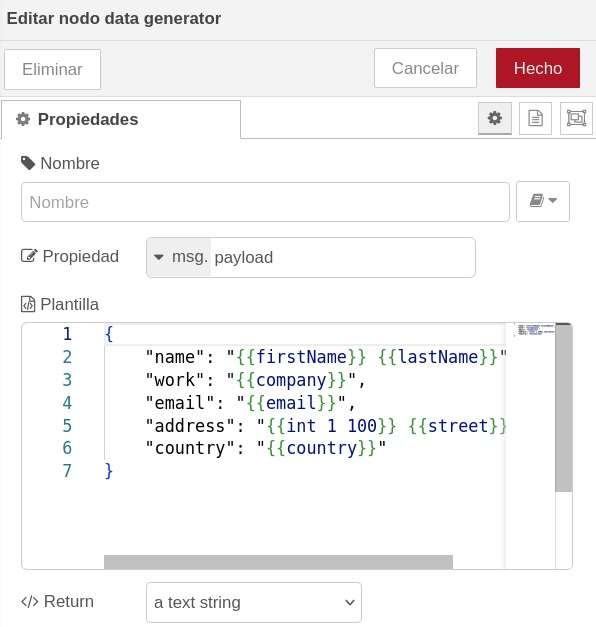 Editar nodo data generator
Eliminar
Cancelar
Hecho
Propiedades
Nombre
Nombre
Propiedad
msg. payload
Plantilla
1 {
2 "name": "{{firstName}} {{lastName}}"
3 "work": "{{company}}",
4 "email": "{{email}}",
5 "address": "{{int 1 100}} {{street}}
6 "country": "{{country}}"
7 }
</> Return
a text string